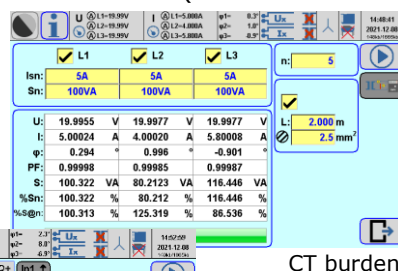 U L1=19.99V I L1=5.000A φ1= 0.3° Ux 14:48:41
L2=19.99V L2=4.000A φ2= 1.0° 2021-12-08
L3=19.99V L3=5.800A φ3= -0.9° Ix
L1 L2 L3 n: 5
Isn: 5A 5A 5A
Sn: 100VA 100VA 100VA
L: 2.000 m
2.5 mm²
U: 19.9955 V 19.9977 V 19.9977 V
I: 5.00024 A 4.00020 A 5.80008 A
φ: 0.294 ° 0.996 ° -0.901 °
PF: 0.99998 0.99985 0.99987
S: 100.322 VA 80.2123 VA 116.446 VA
%Sn: 100.322 % 80.212 % 116.446 %
%S@n: 100.313 % 125.319 % 86.536 %
φ1= 2.3° Ux 14:52:59
φ2= 8.8° 2021-12-08
φ3= -6.9° Ix
In1 ↑
CT burden